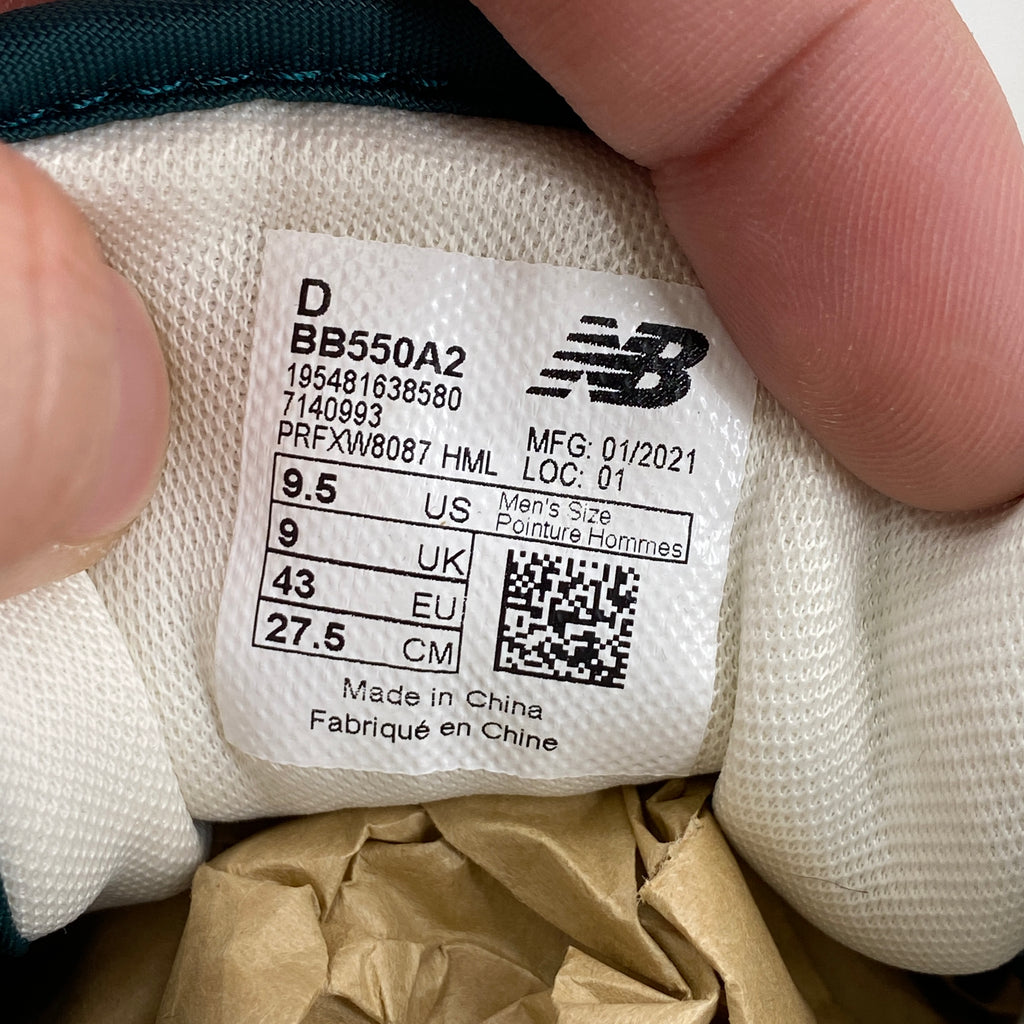 D
BB550A2
195481638580
7140993
PRFXW8087 HML
NB
MFG: 01/2021
LOC: 01
9.5 US
Men's Size
Pointure Hommes
9 UK
43 EU
27.5 CM
Made in China
Fabriqué en Chine